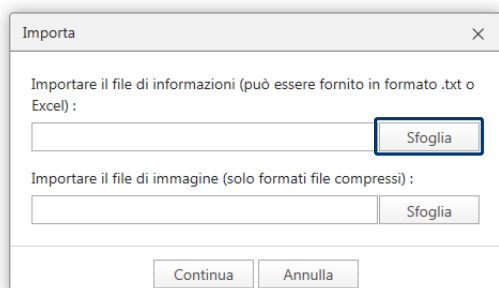 Importa
Importare il file di informazioni (può essere fornito in formato .txt o
Excel) :
Sfoglia
Importare il file di immagine (solo formati file compressi) :
Sfoglia
Continua Annulla